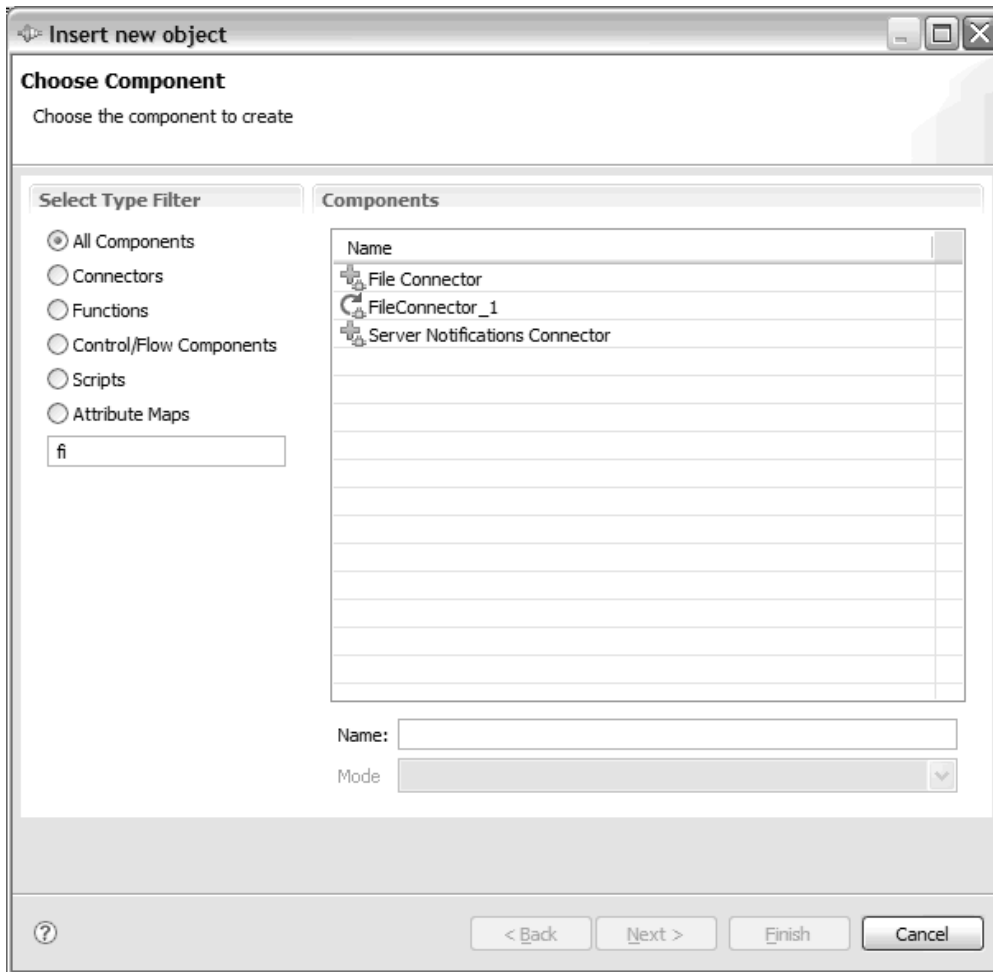 Insert new object
Choose Component
Choose the component to create
Select Type Filter
All Components
Connectors
Functions
Control/Flow Components
Scripts
Attribute Maps
fi
Components
Name
File Connector
FileConnector_1
Server Notifications Connector
Name:
Mode
?
< Back
Next >
Finish
Cancel